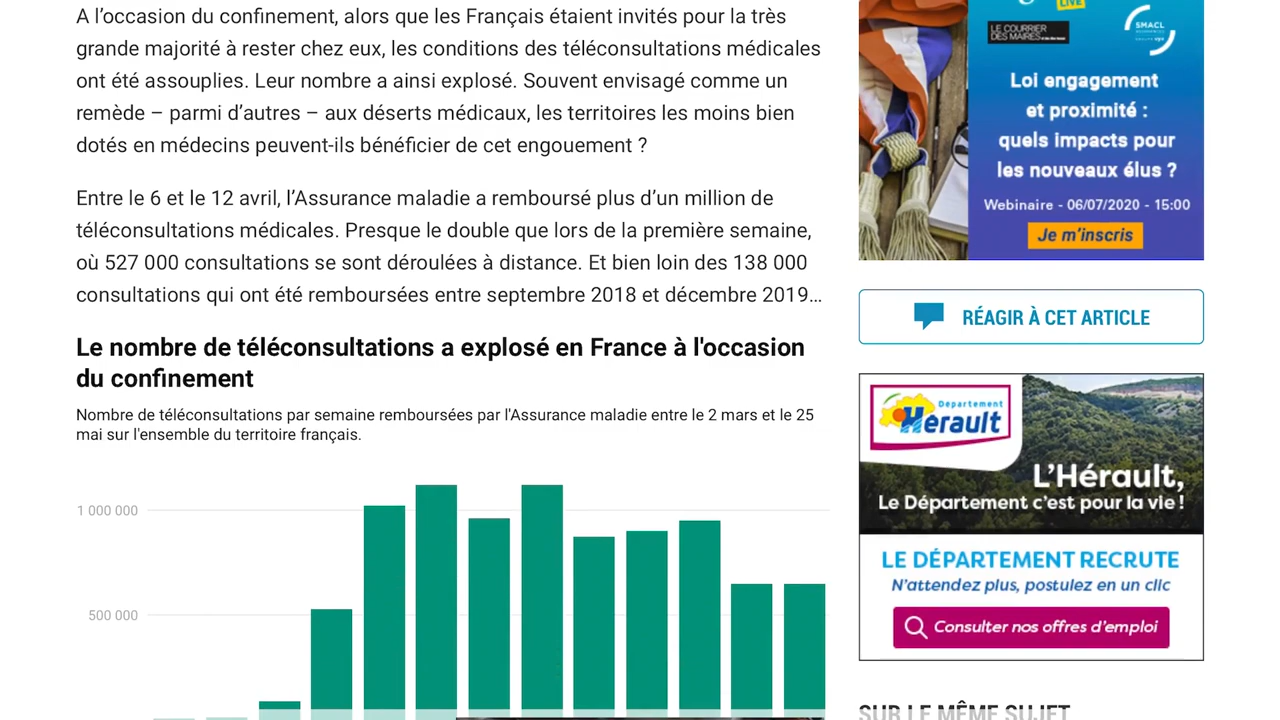 A l’occasion du confinement, alors que les Français étaient invités pour la très
grande majorité à rester chez eux, les conditions des téléconsultations médicales
ont été assouplies. Leur nombre a ainsi explosé. Souvent envisagé comme un
remède – parmi d’autres – aux déserts médicaux, les territoires les moins bien
dotés en médecins peuvent-ils bénéficier de cet engouement ?
Entre le 6 et le 12 avril, l’Assurance maladie a remboursé plus d’un million de
téléconsultations médicales. Presque le double que lors de la première semaine,
où 527 000 consultations se sont déroulées à distance. Et bien loin des 138 000
consultations qui ont été remboursées entre septembre 2018 et décembre 2019…
Le nombre de téléconsultations a explosé en France à l'occasion
du confinement
Nombre de téléconsultations par semaine remboursées par l'Assurance maladie entre le 2 mars et le 25
mai sur l'ensemble du territoire français.
1 000 000
500 000
LIVE
LE COURRIER
DES MAIRES
SMACL
Loi engagement
et proximité :
quels impacts pour
les nouveaux élus ?
Webinaire - 06/07/2020 - 15:00
Je m’inscris
RÉAGIR À CET ARTICLE
Département
Hérault
L’Hérault,
Le Département c’est pour la vie !
LE DÉPARTEMENT RECRUTE
N’attendez plus, postulez en un clic
Consulter nos offres d’emploi
SUR LE MÊME SUJET